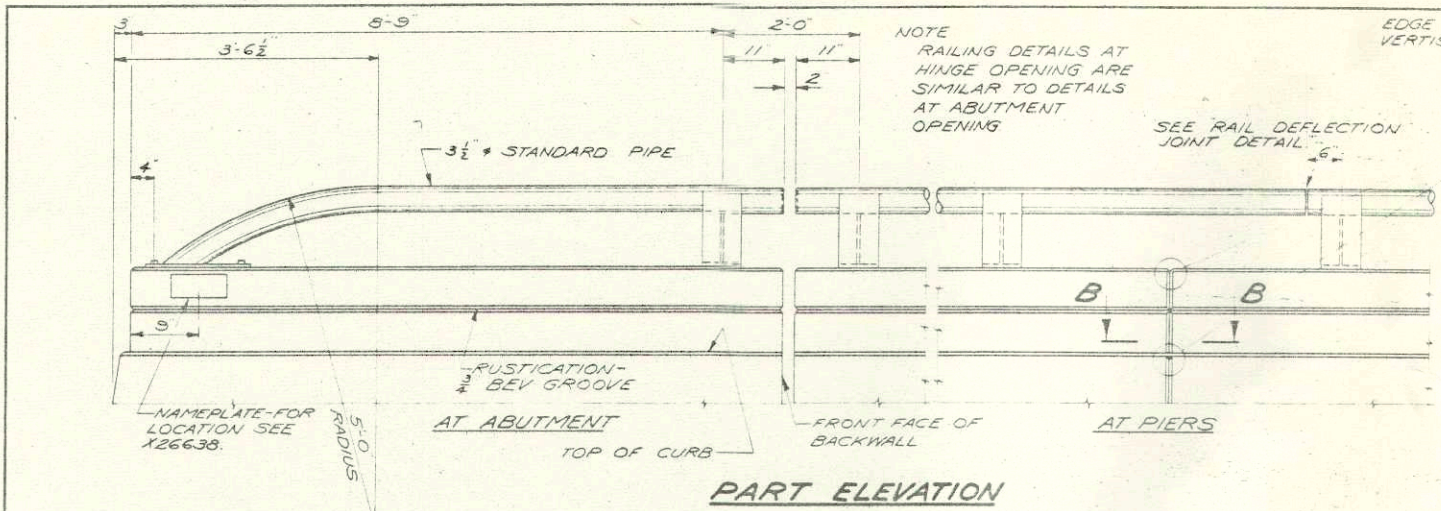 3
8'-9"
2'-0"
3'-6½"
11"
11"
2
NOTE
RAILING DETAILS AT
HINGE OPENING ARE
SIMILAR TO DETAILS
AT ABUTMENT
OPENING
EDGE
SEE RAIL DEFLECTION
JOINT DETAIL.
6"
4"
3½" ϕ STANDARD PIPE
B B
9"
RUSTICATION-
¾ BEV GROOVE
NAMEPLATE-FOR
LOCATION SEE
X26638.
5'-0
RADIUS
AT ABUTMENT
TOP OF CURB
FRONT FACE OF
BACKWALL
AT PIERS
PART ELEVATION